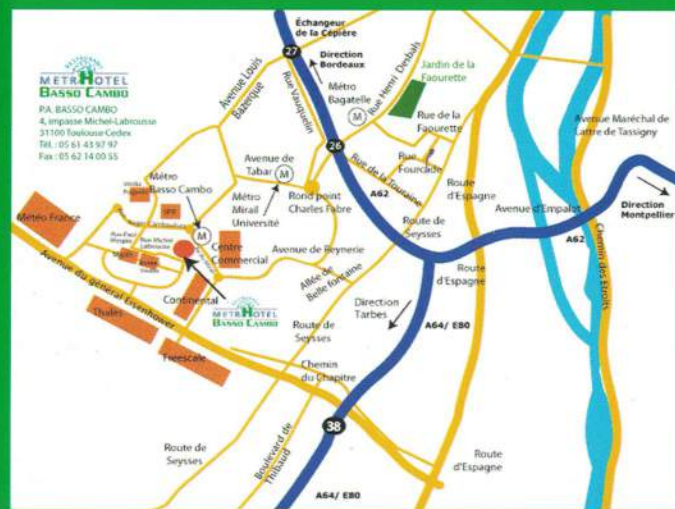 RESTAURANT
METRHOTEL
BASSO CAMBO
P.A. BASSO CAMBO
4, impasse Michel-Labrousse
31100 Toulouse Cedex
Tél. : 05 61 43 97 97
Fax : 05 62 14 00 55
Échangeur
de la Cépière
27
Direction
Bordeaux
Avenue Louis
Bazerque
Rue Vauquelin
Métro
Bagatelle
M
Rue Henri Desbals
Jardin de la
Faourette
Rue de la
Faourette
Avenue Maréchal de
Lattre de Tassigny
26
Rue
Fourcade
Rue de la Touraine
A62
Route
d'Espagne
Avenue d'Empalot
Direction
Montpellier
A62
Chemin des Etroits
Métro
Basso Cambo
Avenue de
Tabar
M
Métro
Mirail
Université
Rond point
Charles Fabre
Route de
Seysses
Météo France
Rue Michel
Labrousse
M
Centre
Commercial
Avenue de Reynerie
Allée de
Belle fontaine
Route
d'Espagne
Avenue du général Eisenhower
Continental
METRHOTEL
BASSO CAMBO
Direction
Tarbes
A64/ E80
Thalès
Freescale
Route de
Seysses
Chemin
du Chapitre
38
Route de
Seysses
Boulevard de
Thibaud
Route
d'Espagne
A64/ E80